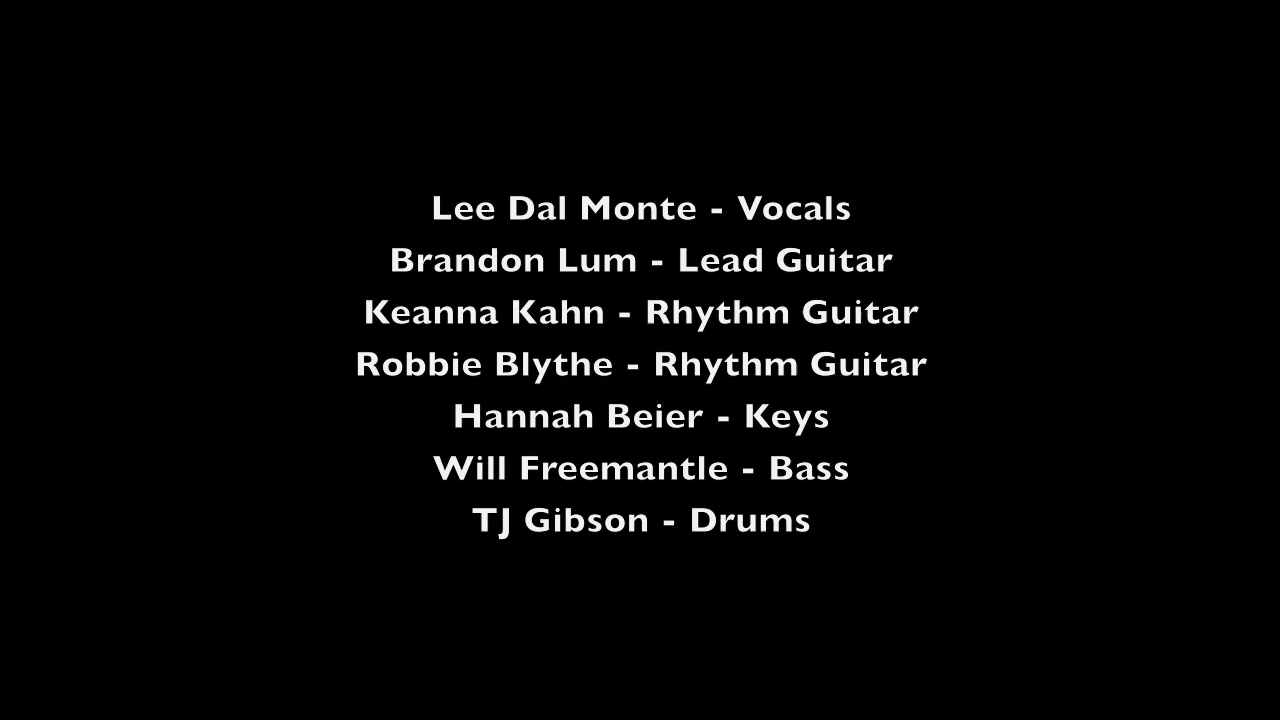 Lee Dal Monte - Vocals
Brandon Lum - Lead Guitar
Keanna Kahn - Rhythm Guitar
Robbie Blythe - Rhythm Guitar
Hannah Beier - Keys
Will Freemantle - Bass
TJ Gibson - Drums